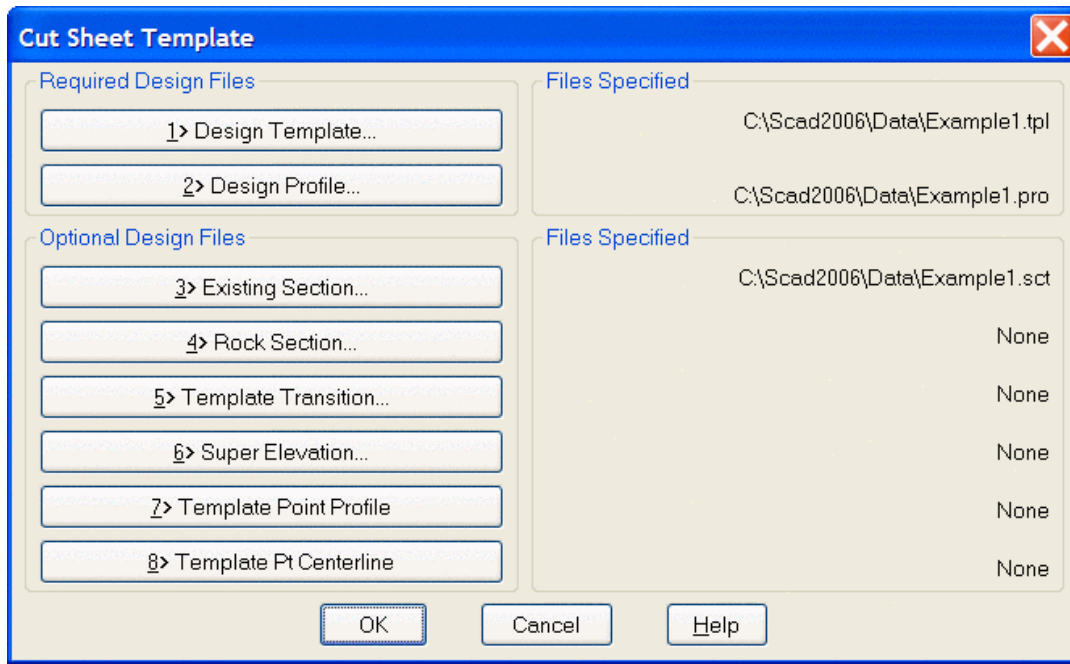 Cut Sheet Template
Required Design Files
1> Design Template...
2> Design Profile...
Files Specified
C:\Scad2006\Data\Example1.tpl
C:\Scad2006\Data\Example1.pro
Optional Design Files
3> Existing Section...
4> Rock Section...
5> Template Transition...
6> Super Elevation...
7> Template Point Profile
8> Template Pt Centerline
Files Specified
C:\Scad2006\Data\Example1.sct
None
None
None
None
None
OK
Cancel
Help